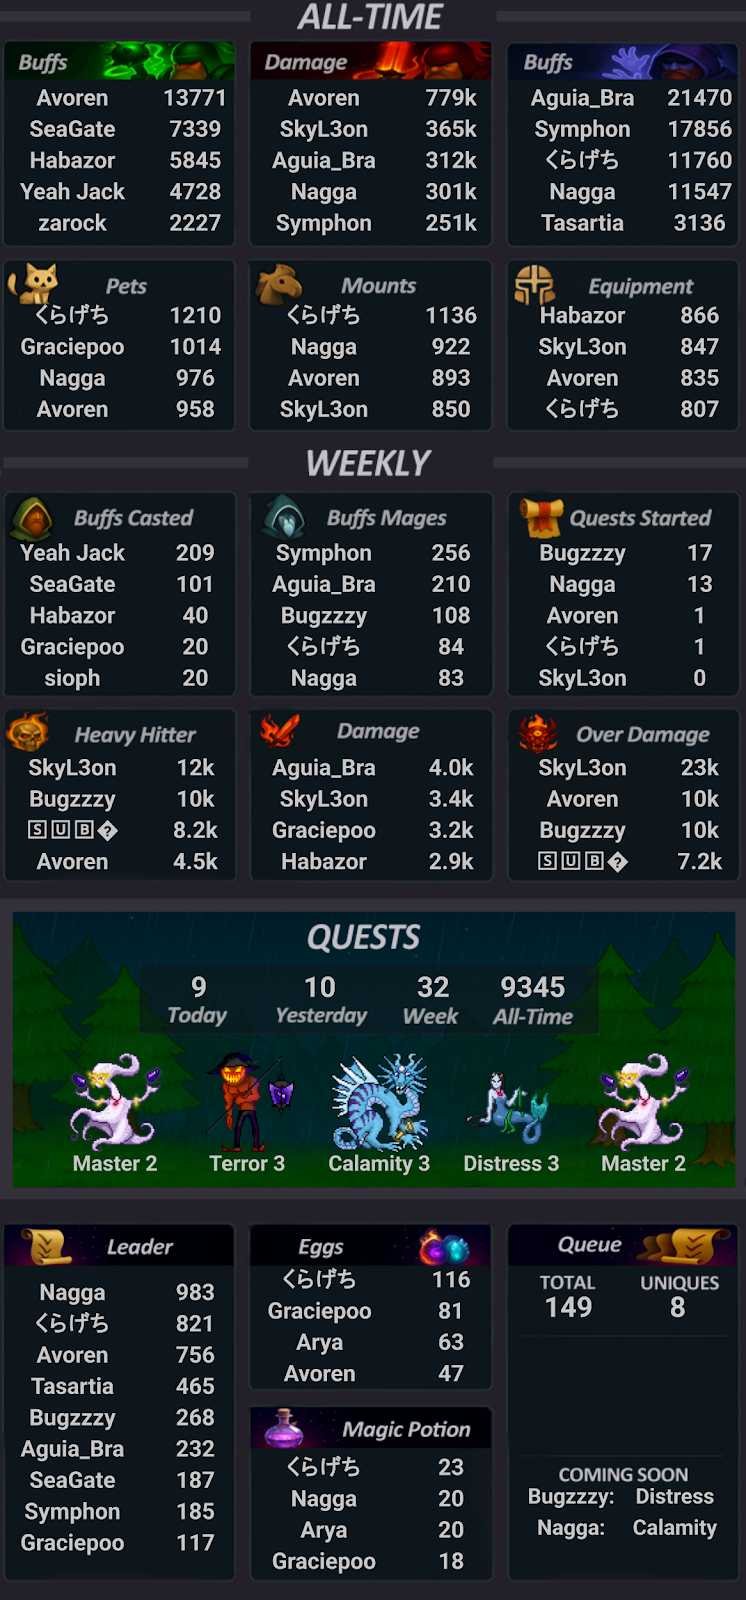 ALL-TIME
Buffs
Avoren 13771
SeaGate 7339
Habazor 5845
Yeah Jack 4728
zarock 2227
Damage
Avoren 779k
SkyL3on 365k
Aguia_Bra 312k
Nagga 301k
Symphon 251k
Buffs
Aguia_Bra 21470
Symphon 17856
くらげち 11760
Nagga 11547
Tasartia 3136
Pets
くらげち 1210
Graciepoo 1014
Nagga 976
Avoren 958
Mounts
くらげち 1136
Nagga 922
Avoren 893
SkyL3on 850
Equipment
Habazor 866
SkyL3on 847
Avoren 835
くらげち 807
WEEKLY
Buffs Casted
Yeah Jack 209
SeaGate 101
Habazor 40
Graciepoo 20
sioph 20
Buffs Mages
Symphon 256
Aguia_Bra 210
Bugzzzy 108
くらげち 84
Nagga 83
Quests Started
Bugzzzy 17
Nagga 13
Avoren 1
くらげち 1
SkyL3on 0
Heavy Hitter
SkyL3on 12k
Bugzzzy 10k
🅂🅄🄱� 8.2k
Avoren 4.5k
Damage
Aguia_Bra 4.0k
SkyL3on 3.4k
Graciepoo 3.2k
Habazor 2.9k
Over Damage
SkyL3on 23k
Avoren 10k
Bugzzzy 10k
🅂🅄🄱� 7.2k
QUESTS
9 10 32 9345
Today Yesterday Week All-Time
Master 2 Terror 3 Calamity 3 Distress 3 Master 2
Leader
Nagga 983
くらげち 821
Avoren 756
Tasartia 465
Bugzzzy 268
Aguia_Bra 232
SeaGate 187
Symphon 185
Graciepoo 117
Eggs
くらげち 116
Graciepoo 81
Arya 63
Avoren 47
Magic Potion
くらげち 23
Nagga 20
Arya 20
Graciepoo 18
Queue
TOTAL UNIQUES
149 8
COMING SOON
Bugzzzy: Distress
Nagga: Calamity